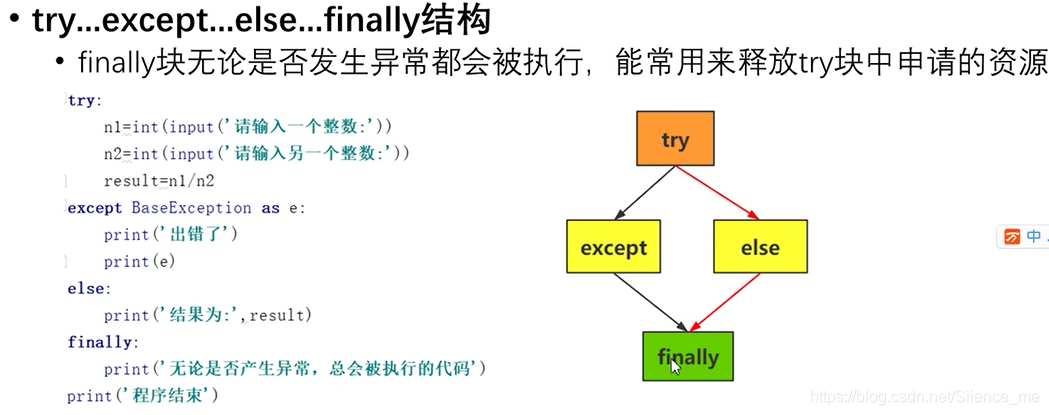 • try...except...else...finally结构
• finally块无论是否发生异常都会被执行，能常用来释放try块中申请的资源
try:
n1=int(input('请输入一个整数:'))
n2=int(input('请输入另一个整数:'))
result=n1/n2
except BaseException as e:
print('出错了')
print(e)
else:
print('结果为:',result)
finally:
print('无论是否产生异常，总会被执行的代码')
print('程序结束')
try
except
else
finally
中
https://blog.csdn.net/Slience_me